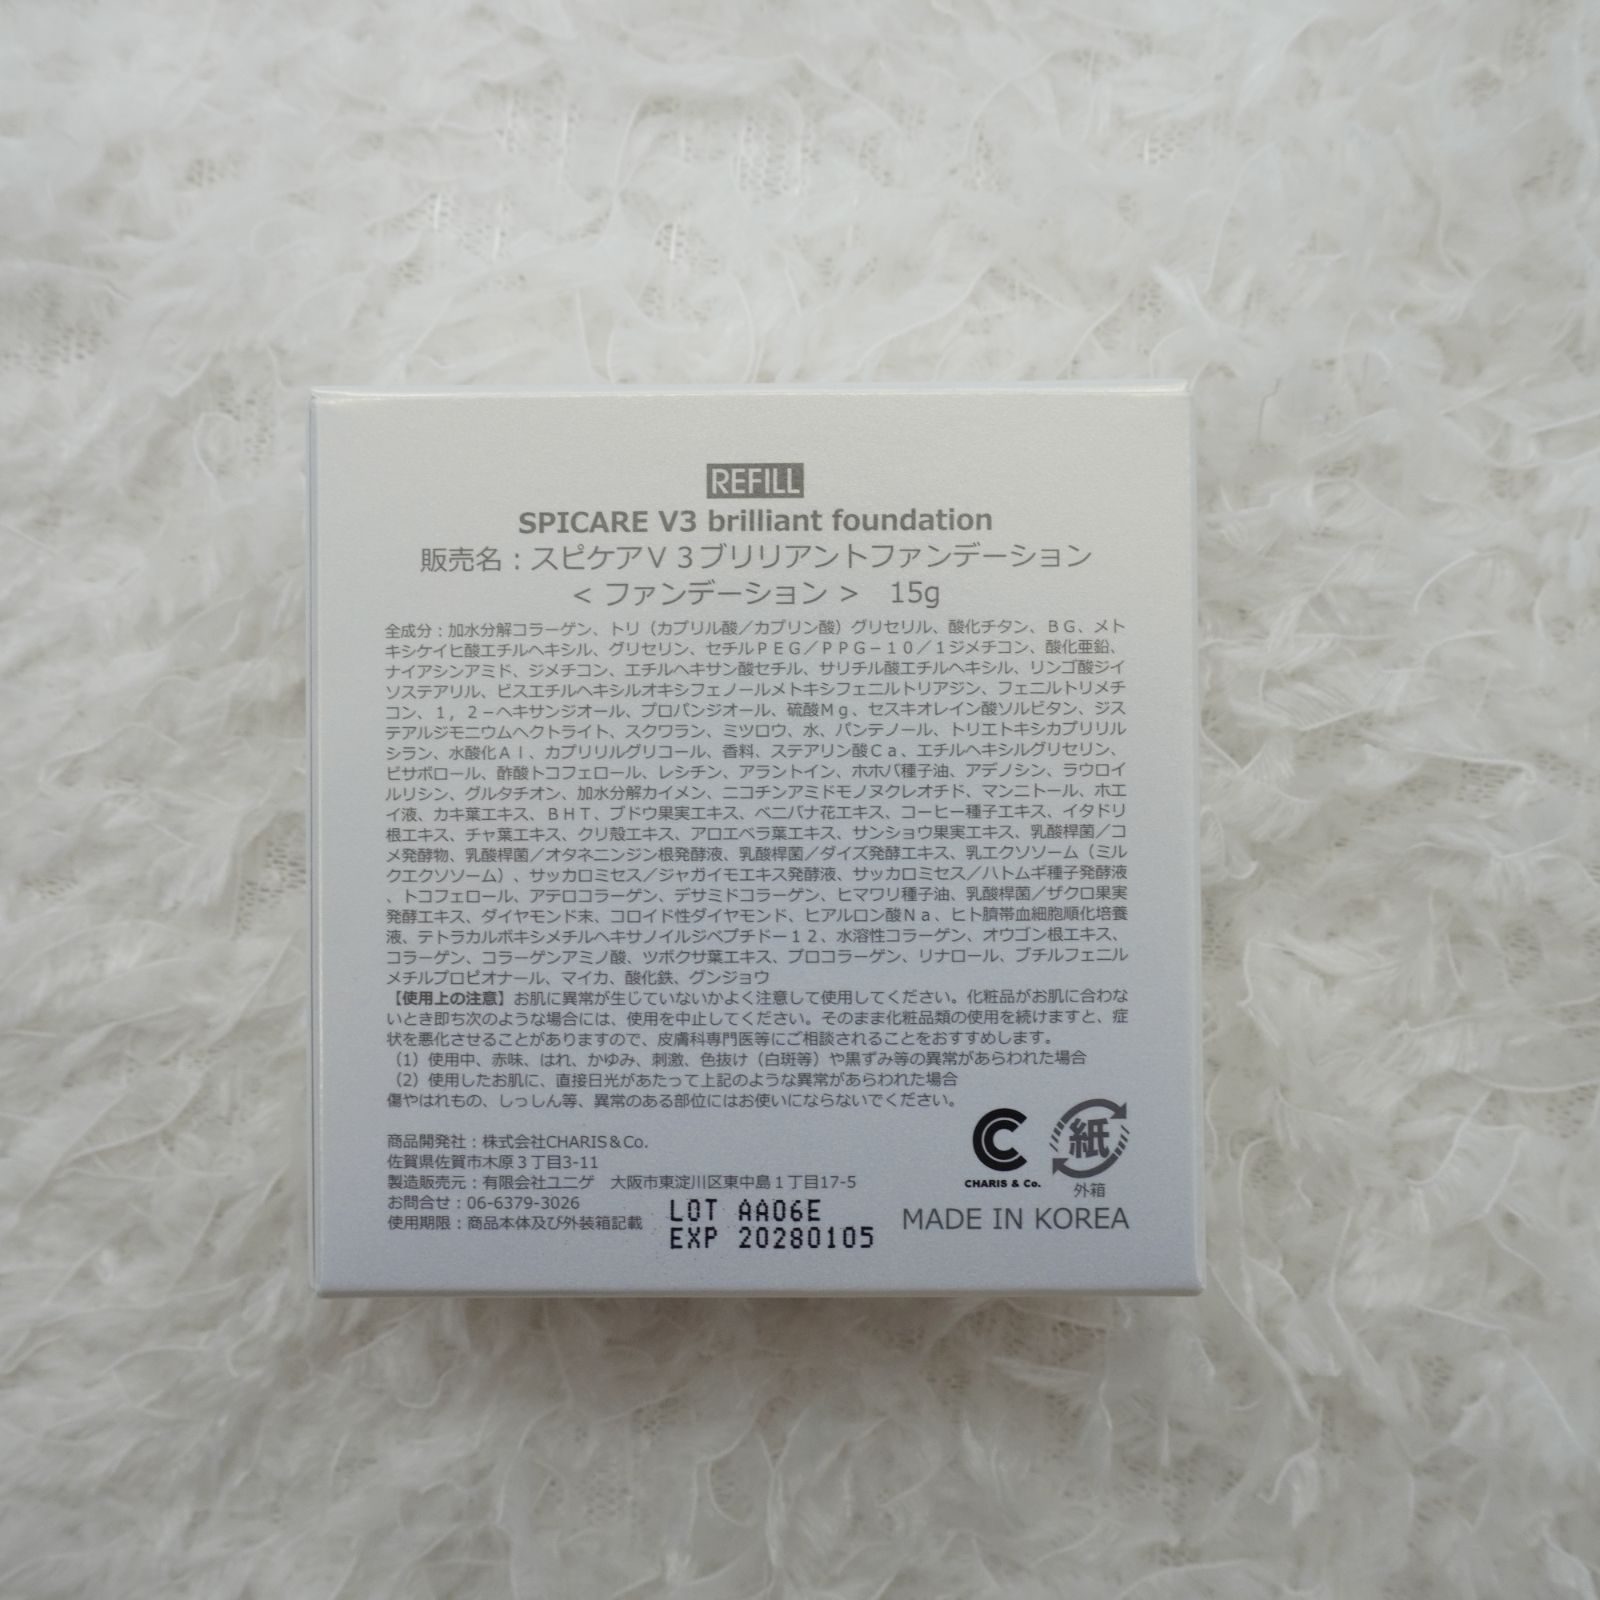 REFILL
SPICARE V3 brilliant foundation
販売名：スピケアＶ３ブリリアントファンデーション
＜ ファンデーション ＞　15g
全成分：加水分解コラーゲン、トリ（カプリル酸／カプリン酸）グリセリル、酸化チタン、ＢＧ、メト
キシケイヒ酸エチルヘキシル、グリセリン、セチルＰＥＧ／ＰＰＧ－１０／１ジメチコン、酸化亜鉛、
ナイアシンアミド、ジメチコン、エチルヘキサン酸セチル、サリチル酸エチルヘキシル、リンゴ酸ジイ
ソステアリル、ビスエチルヘキシルオキシフェノールメトキシフェニルトリアジン、フェニルトリメチ
コン、１，２－ヘキサンジオール、プロパンジオール、硫酸Ｍｇ、セスキオレイン酸ソルビタン、ジス
テアルジモニウムヘクトライト、スクワラン、ミツロウ、水、パンテノール、トリエトキシカプリリル
シラン、水酸化Ａｌ、カプリリルグリコール、香料、ステアリン酸Ｃａ、エチルヘキシルグリセリン、
ビサボロール、酢酸トコフェロール、レシチン、アラントイン、ホホバ種子油、アデノシン、ラウロイ
ルリシン、グルタチオン、加水分解カイメン、ニコチンアミドモノヌクレオチド、マンニトール、ホエ
イ液、カキ葉エキス、ＢＨＴ、ブドウ果実エキス、ベニバナ花エキス、コーヒー種子エキス、イタドリ
根エキス、チャ葉エキス、クリ殻エキス、アロエベラ葉エキス、サンショウ果実エキス、乳酸桿菌／コ
メ発酵物、乳酸桿菌／オタネニンジン根発酵液、乳酸桿菌／ダイズ発酵エキス、乳エクソソーム（ミル
クエクソソーム）、サッカロミセス／ジャガイモエキス発酵液、サッカロミセス／ハトムギ種子発酵液
、トコフェロール、アテロコラーゲン、デサミドコラーゲン、ヒマワリ種子油、乳酸桿菌／ザクロ果実
発酵エキス、ダイヤモンド末、コロイド性ダイヤモンド、ヒアルロン酸Ｎａ、ヒト臍帯血細胞順化培養
液、テトラカルボキシメチルヘキサノイルジペプチドー１２、水溶性コラーゲン、オウゴン根エキス、
コラーゲン、コラーゲンアミノ酸、ツボクサ葉エキス、プロコラーゲン、リナロール、ブチルフェニル
メチルプロピオナール、マイカ、酸化鉄、グンジョウ
【使用上の注意】お肌に異常が生じていないかよく注意して使用してください。化粧品がお肌に合わな
いとき即ち次のような場合には、使用を中止してください。そのまま化粧品類の使用を続けますと、症
状を悪化させることがありますので、皮膚科専門医等にご相談されることをおすすめします。
（1）使用中、赤味、はれ、かゆみ、刺激、色抜け（白斑等）や黒ずみ等の異常があらわれた場合
（2）使用したお肌に、直接日光があたって上記のような異常があらわれた場合
傷やはれもの、しっしん等、異常のある部位にはお使いにならないでください。
商品開発社：株式会社CHARIS＆Co.
佐賀県佐賀市木原３丁目3-11
製造販売元：有限会社ユニゲ　大阪市東淀川区東中島１丁目17-5
お問合せ：06-6379-3026
使用期限：商品本体及び外装箱記載
LOT AA06E
EXP 20280105
CHARIS & Co.
紙
外箱
MADE IN KOREA